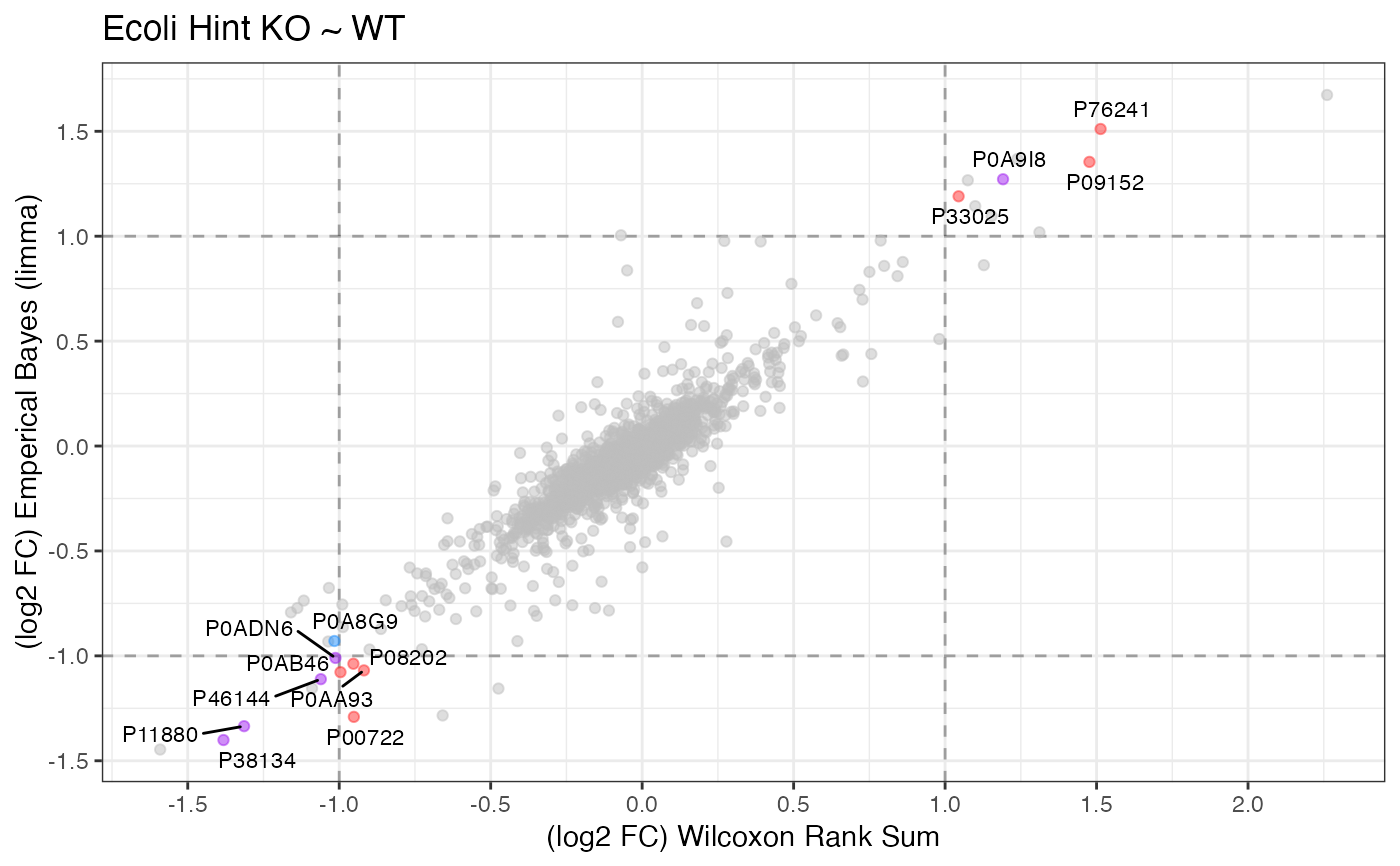 Ecoli Hint KO ~ WT
(log2 FC) Emperical Bayes (limma)
1.5
1.0
0.5
0.0
-0.5
-1.0
-1.5
P76241
P0A9I8
P09152
P33025
P0A8G9
P0ADN6
P0AB46
P08202
P46144
P0AA93
P11880
P00722
P38134
-1.5
-1.0
-0.5
0.0
0.5
1.0
1.5
2.0
(log2 FC) Wilcoxon Rank Sum